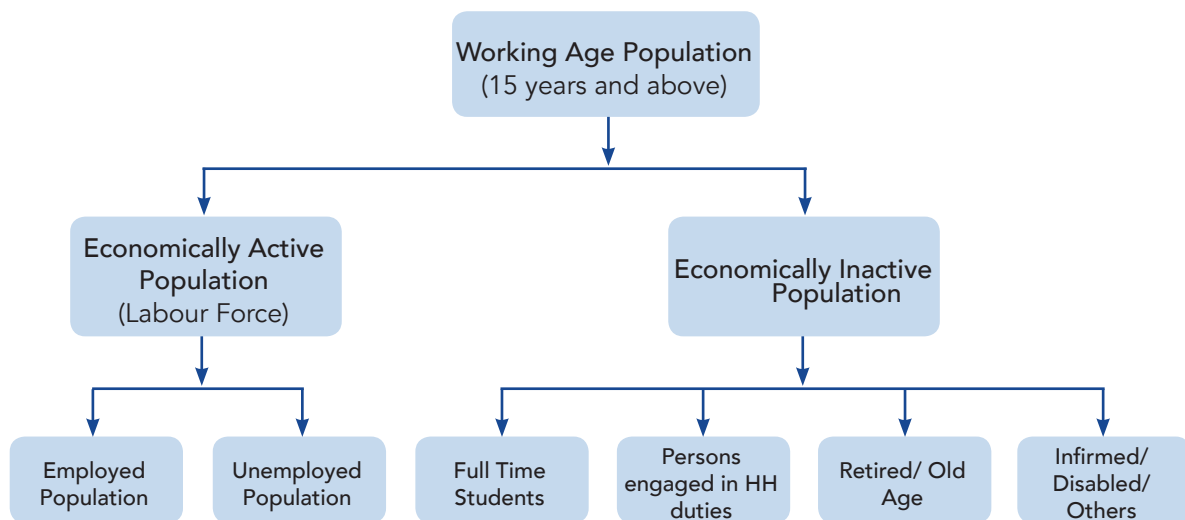 Working Age Population
(15 years and above)
Economically Active
Population
(Labour Force)
Economically Inactive
Population
Employed
Population
Unemployed
Population
Full Time
Students
Persons
engaged in HH
duties
Retired/ Old
Age
Infirmed/
Disabled/
Others